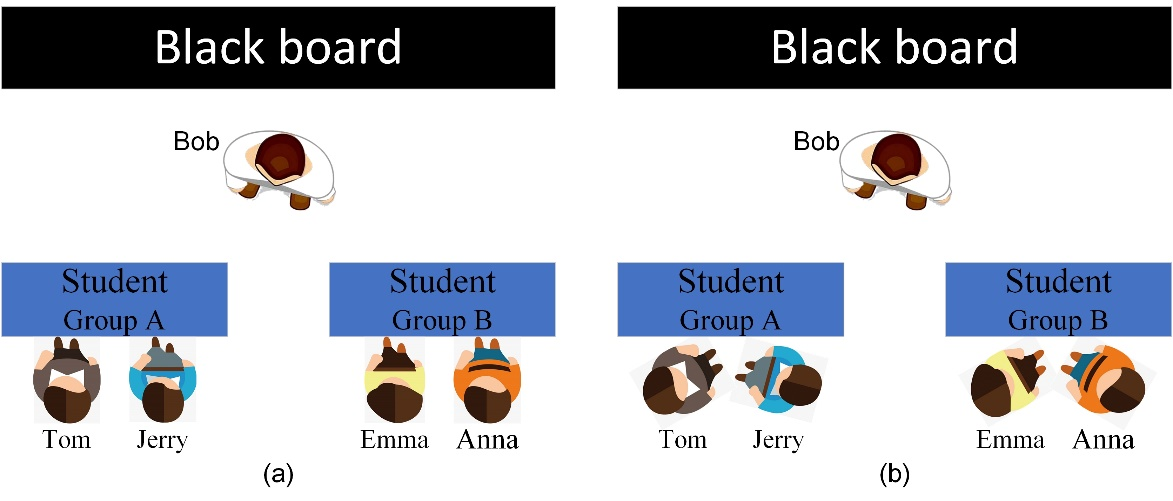 Black board
Bob
Student
Group A
Student
Group B
Tom
Jerry
Emma
Anna
(a)
Black board
Bob
Student
Group A
Student
Group B
Tom
Jerry
Emma
Anna
(b)